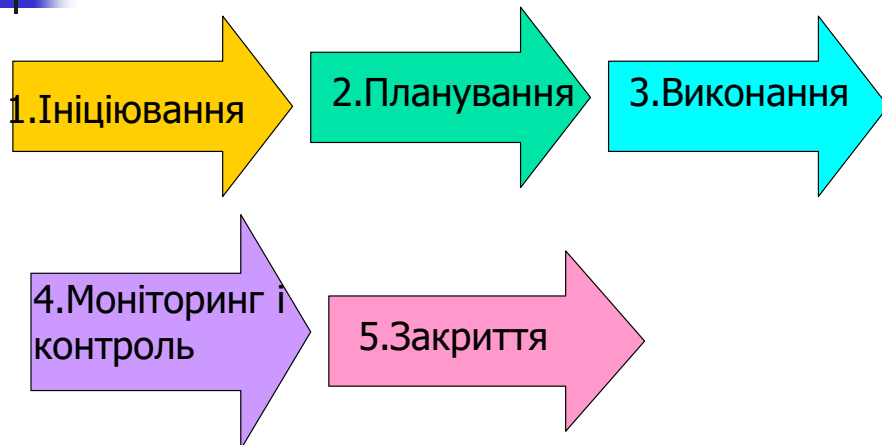 1.Ініціювання
2.Планування
3.Виконання
4.Моніторинг і
контроль
5.Закриття